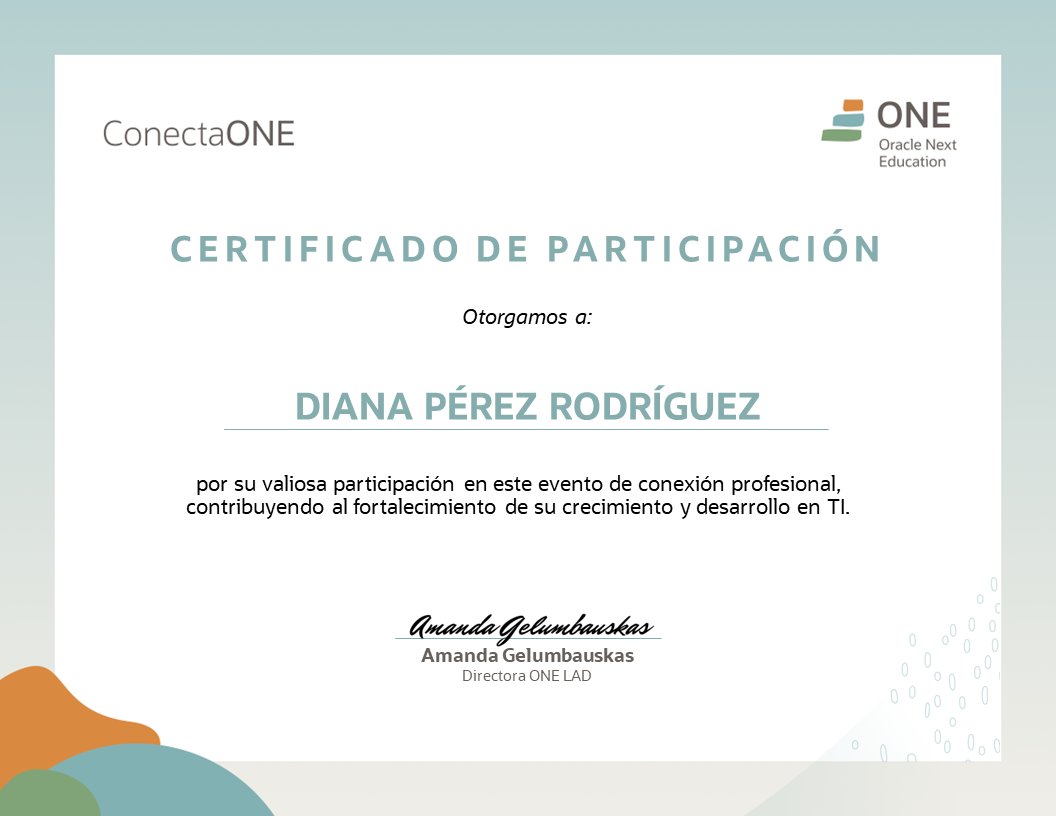 ConectaONE
ONE
Oracle Next
Education
CERTIFICADO DE PARTICIPACIÓN
Otorgamos a:
DIANA PÉREZ RODRÍGUEZ
por su valiosa participación en este evento de conexión profesional,
contribuyendo al fortalecimiento de su crecimiento y desarrollo en TI.
Amanda Gelumbauskas
Amanda Gelumbauskas
Directora ONE LAD